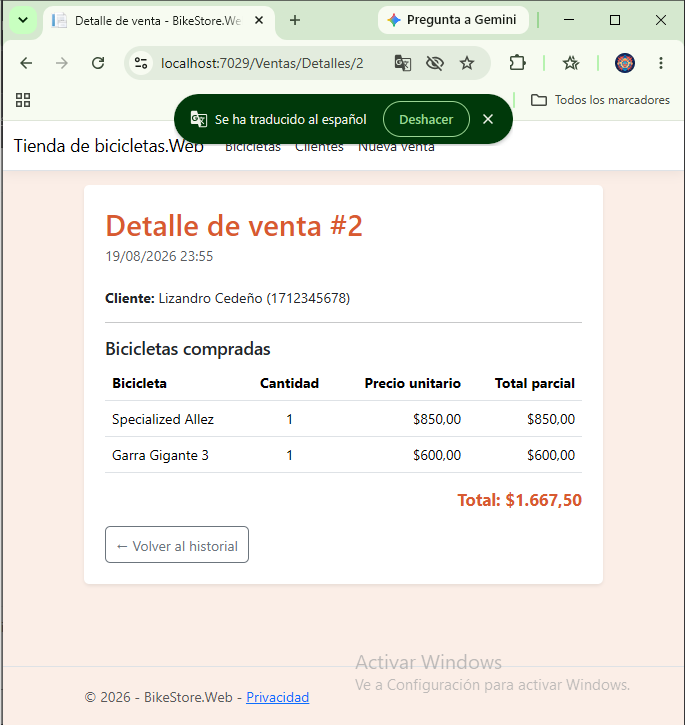 Detalle de venta - BikeStore.We
Pregunta a Gemini
localhost:7029/Ventas/Detalles/2
Todos los marcadores
Se ha traducido al español Deshacer
Tienda de bicicletas.Web Bicicletas Clientes Nueva venta
Detalle de venta #2
19/08/2026 23:55
Cliente: Lizandro Cedeño (1712345678)
Bicicletas compradas
Bicicleta Cantidad Precio unitario Total parcial
Specialized Allez 1 $850,00 $850,00
Garra Gigante 3 1 $600,00 $600,00
Total: $1.667,50
← Volver al historial
Activar Windows
Ve a Configuración para activar Windows.
© 2026 - BikeStore.Web - Privacidad